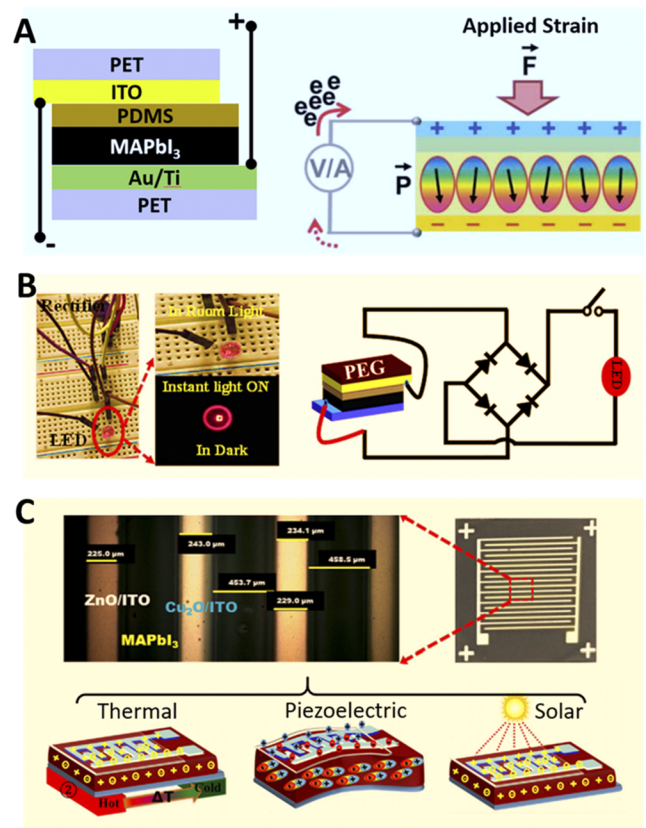 A
+
PET
ITO
PDMS
MAPbI₃
Au/Ti
PET
-
Applied Strain
F
e e e e e e
V/A
P
+ + + + + +
− − − − − −
B
Rectifier
LED
In Room Light
Instant light ON
In Dark
PEG
LED
C
225.0 µm
243.0 µm
234.1 µm
453.7 µm
458.5 µm
229.0 µm
ZnO/ITO
Cu₂O/ITO
MAPbI₃
Thermal
Piezoelectric
Solar
②
Hot
ΔT
Cold